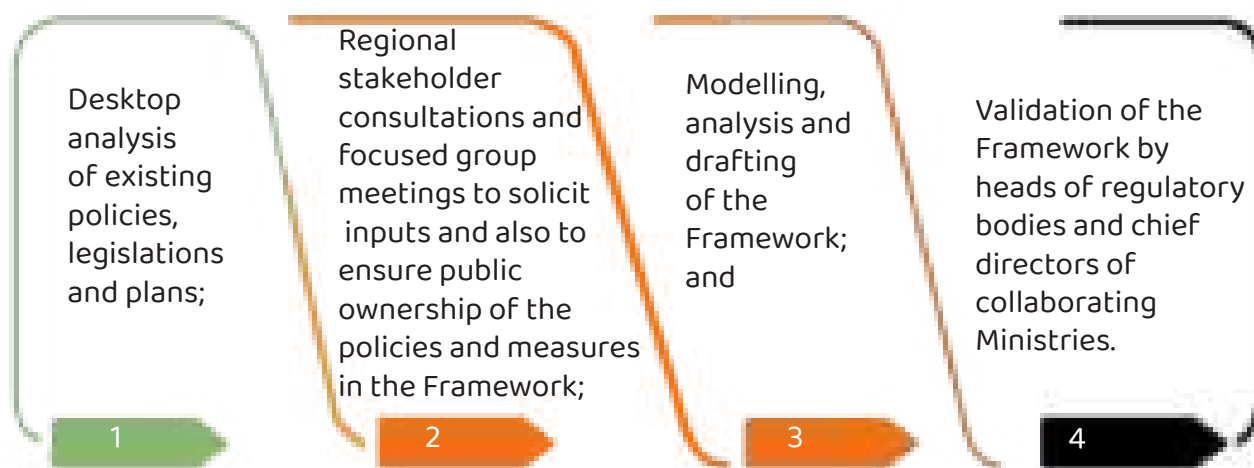 Desktop
analysis
of existing
policies,
legislations
and plans;
1
Regional
stakeholder
consultations and
focused group
meetings to solicit
inputs and also to
ensure public
ownership of the
policies and measures
in the Framework;
2
Modelling,
analysis and
drafting
of the
Framework;
and
3
Validation of the
Framework by
heads of regulatory
bodies and chief
directors of
collaborating
Ministries.
4